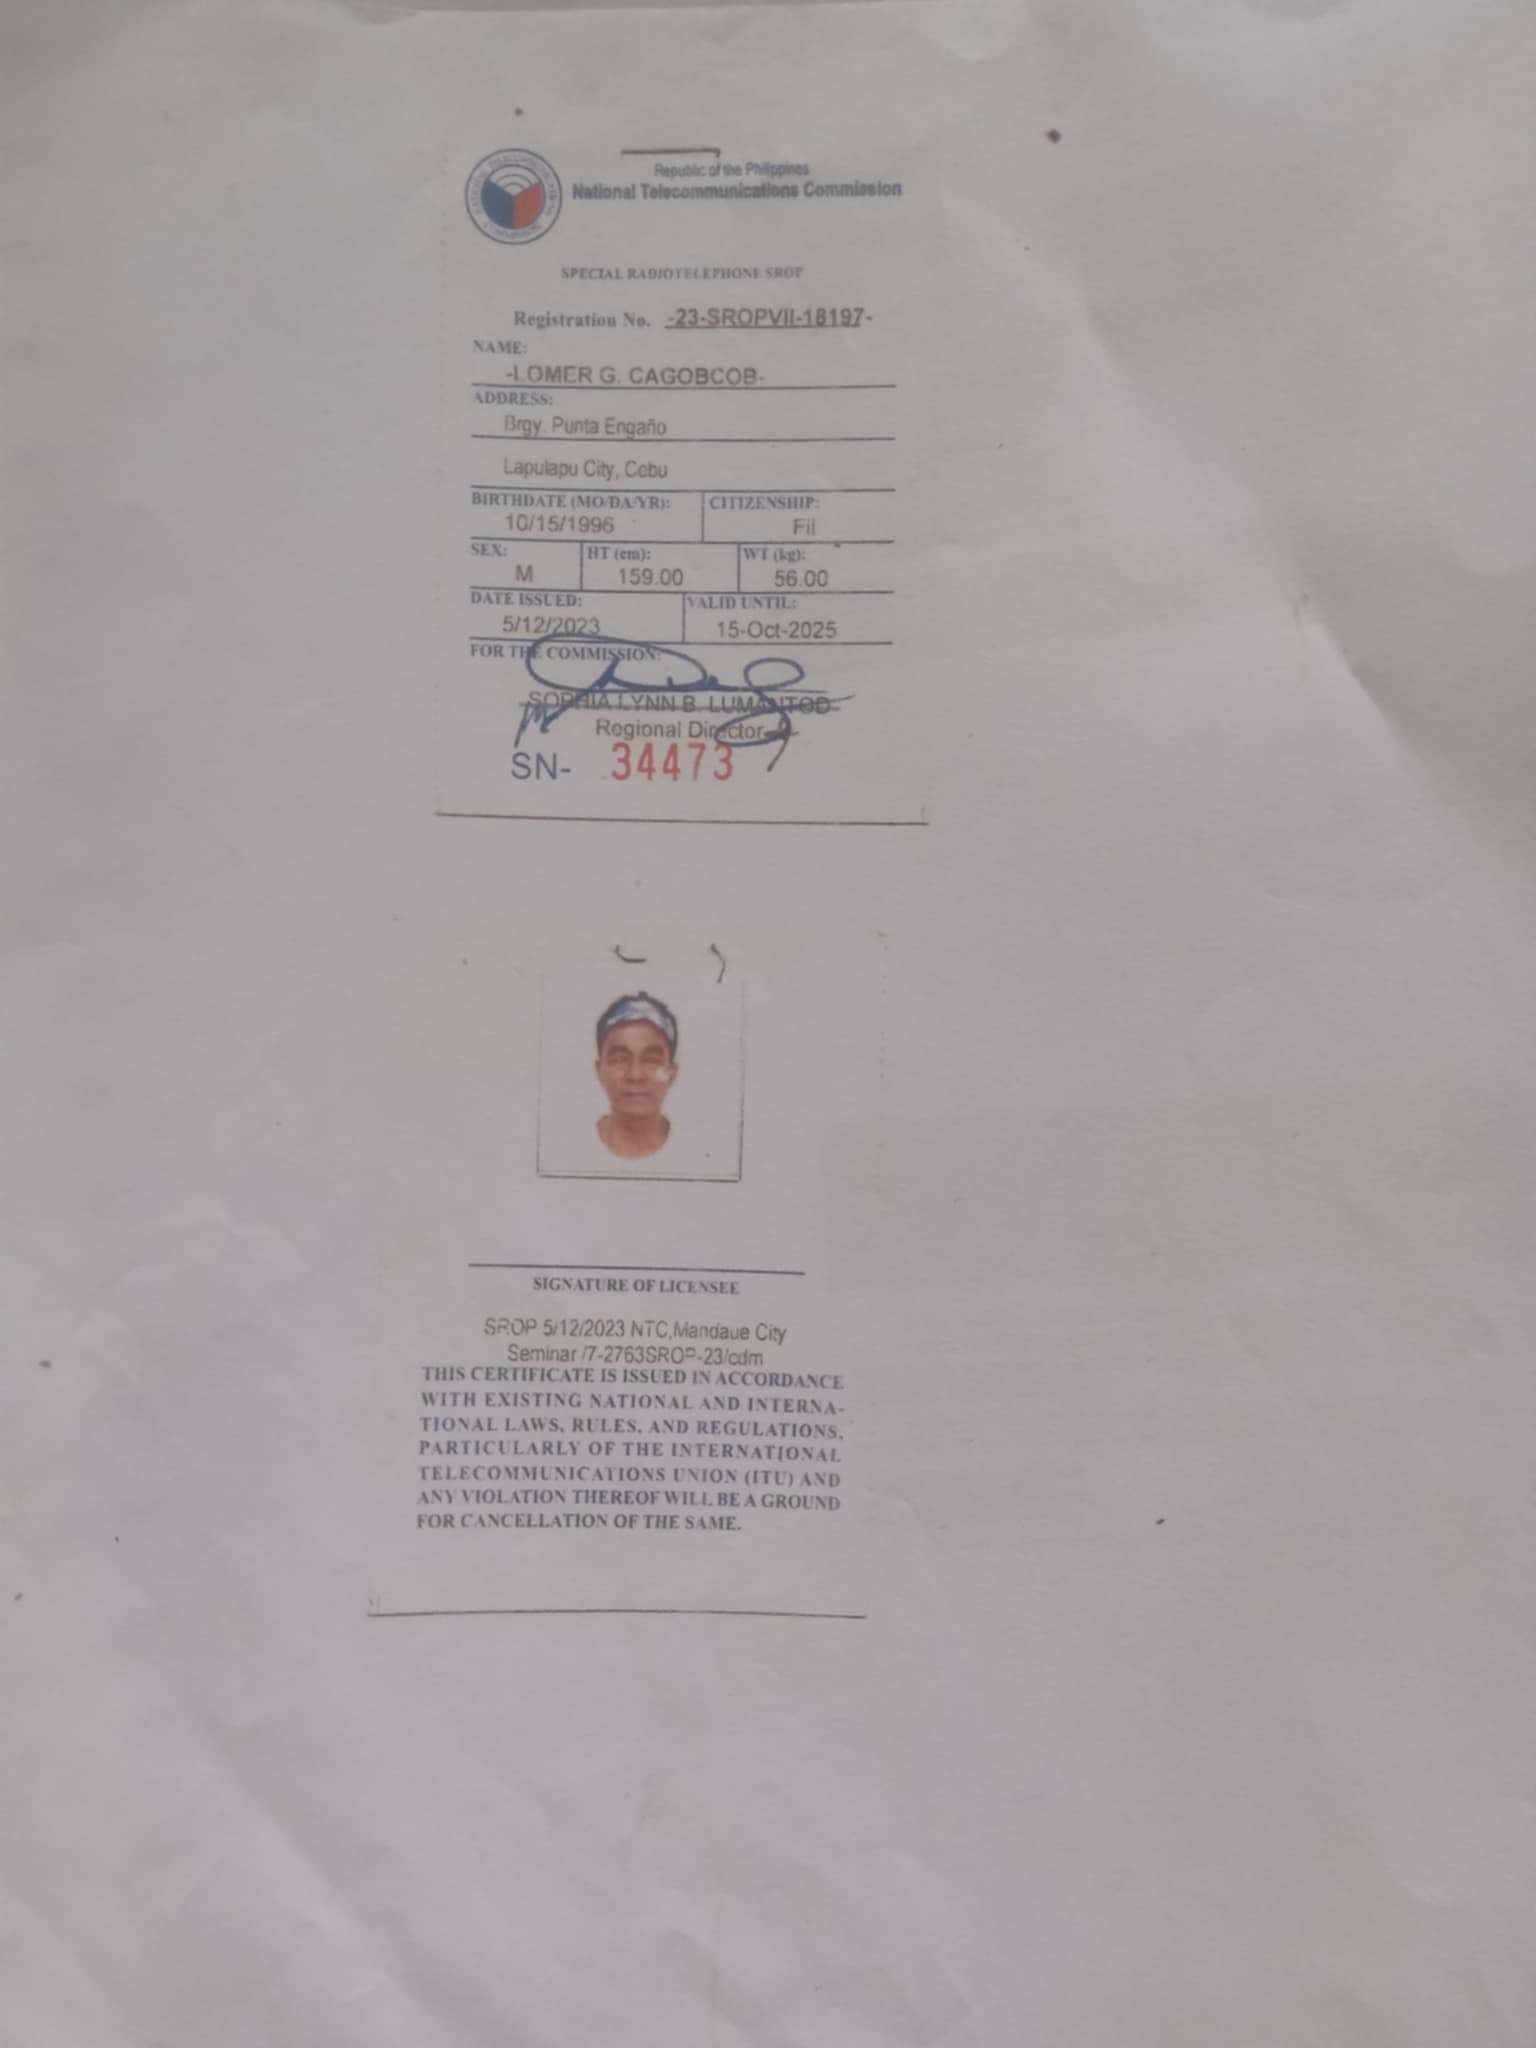 Republic of the Philippines
National Telecommunications Commission
SPECIAL RADIOTELEPHONE SROP
Registration No. -23-SROPVII-18197-
NAME:
-LOMER G. CAGOBCOB-
ADDRESS:
Brgy. Punta Engaño
Lapulapu City, Cebu
BIRTHDATE (MO/DA/YR): CITIZENSHIP:
10/15/1996 Fil
SEX: HT (cm): WT (kg):
M 159.00 56.00
DATE ISSUED: VALID UNTIL:
5/12/2023 15-Oct-2025
FOR THE COMMISSION:
SOPHIA LYNN B. LUMANTOD
Regional Director
SN- 34473
SIGNATURE OF LICENSEE
SROP 5/12/2023 NTC,Mandaue City
Seminar /7-2763SROP-23/cdm
THIS CERTIFICATE IS ISSUED IN ACCORDANCE
WITH EXISTING NATIONAL AND INTERNA-
TIONAL LAWS, RULES, AND REGULATIONS,
PARTICULARLY OF THE INTERNATIONAL
TELECOMMUNICATIONS UNION (ITU) AND
ANY VIOLATION THEREOF WILL BE A GROUND
FOR CANCELLATION OF THE SAME.